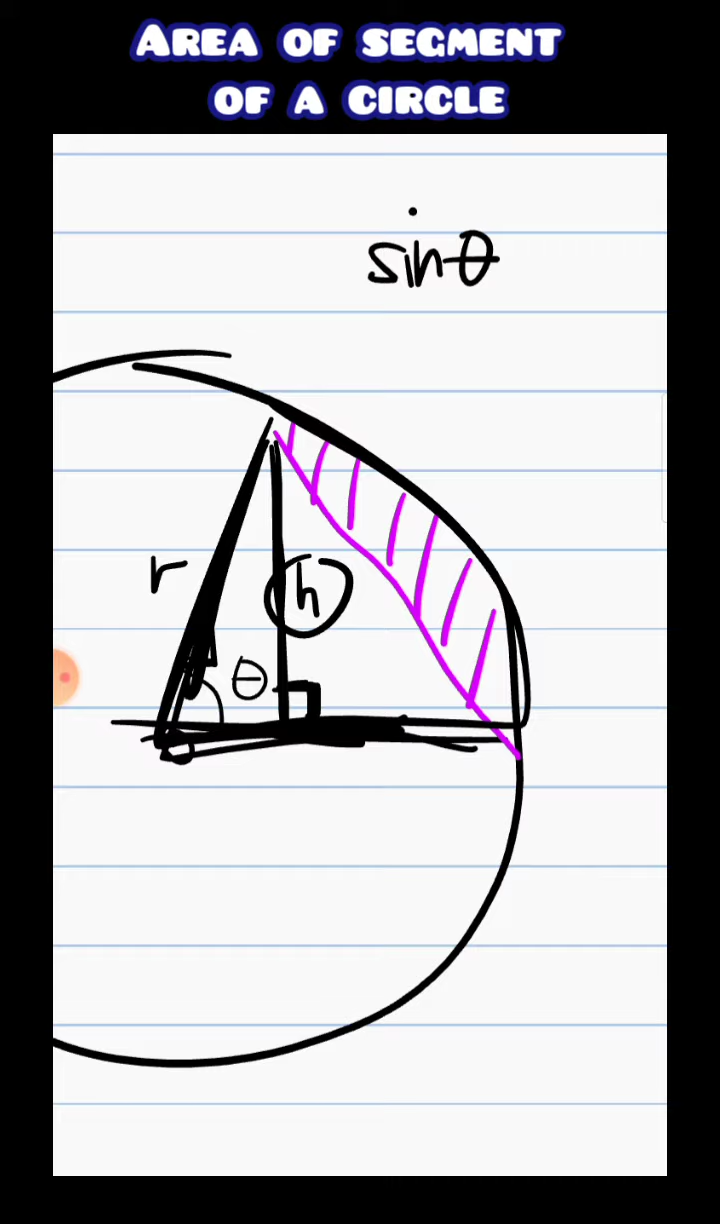 AREA OF SEGMENT
OF A CIRCLE
sinθ
r
h
θ